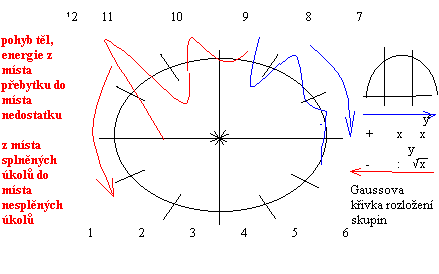 12 11 10 9 8 7
pohyb těl,
energie z
místa
přebytku do
místa
nedostatku
z místa
splněných
úkolů do
místa
nesplěných
úkolů
y
+ x x
y
- : √x
Gaussova
křivka rozložení
skupin
1 2 3 4 5 6